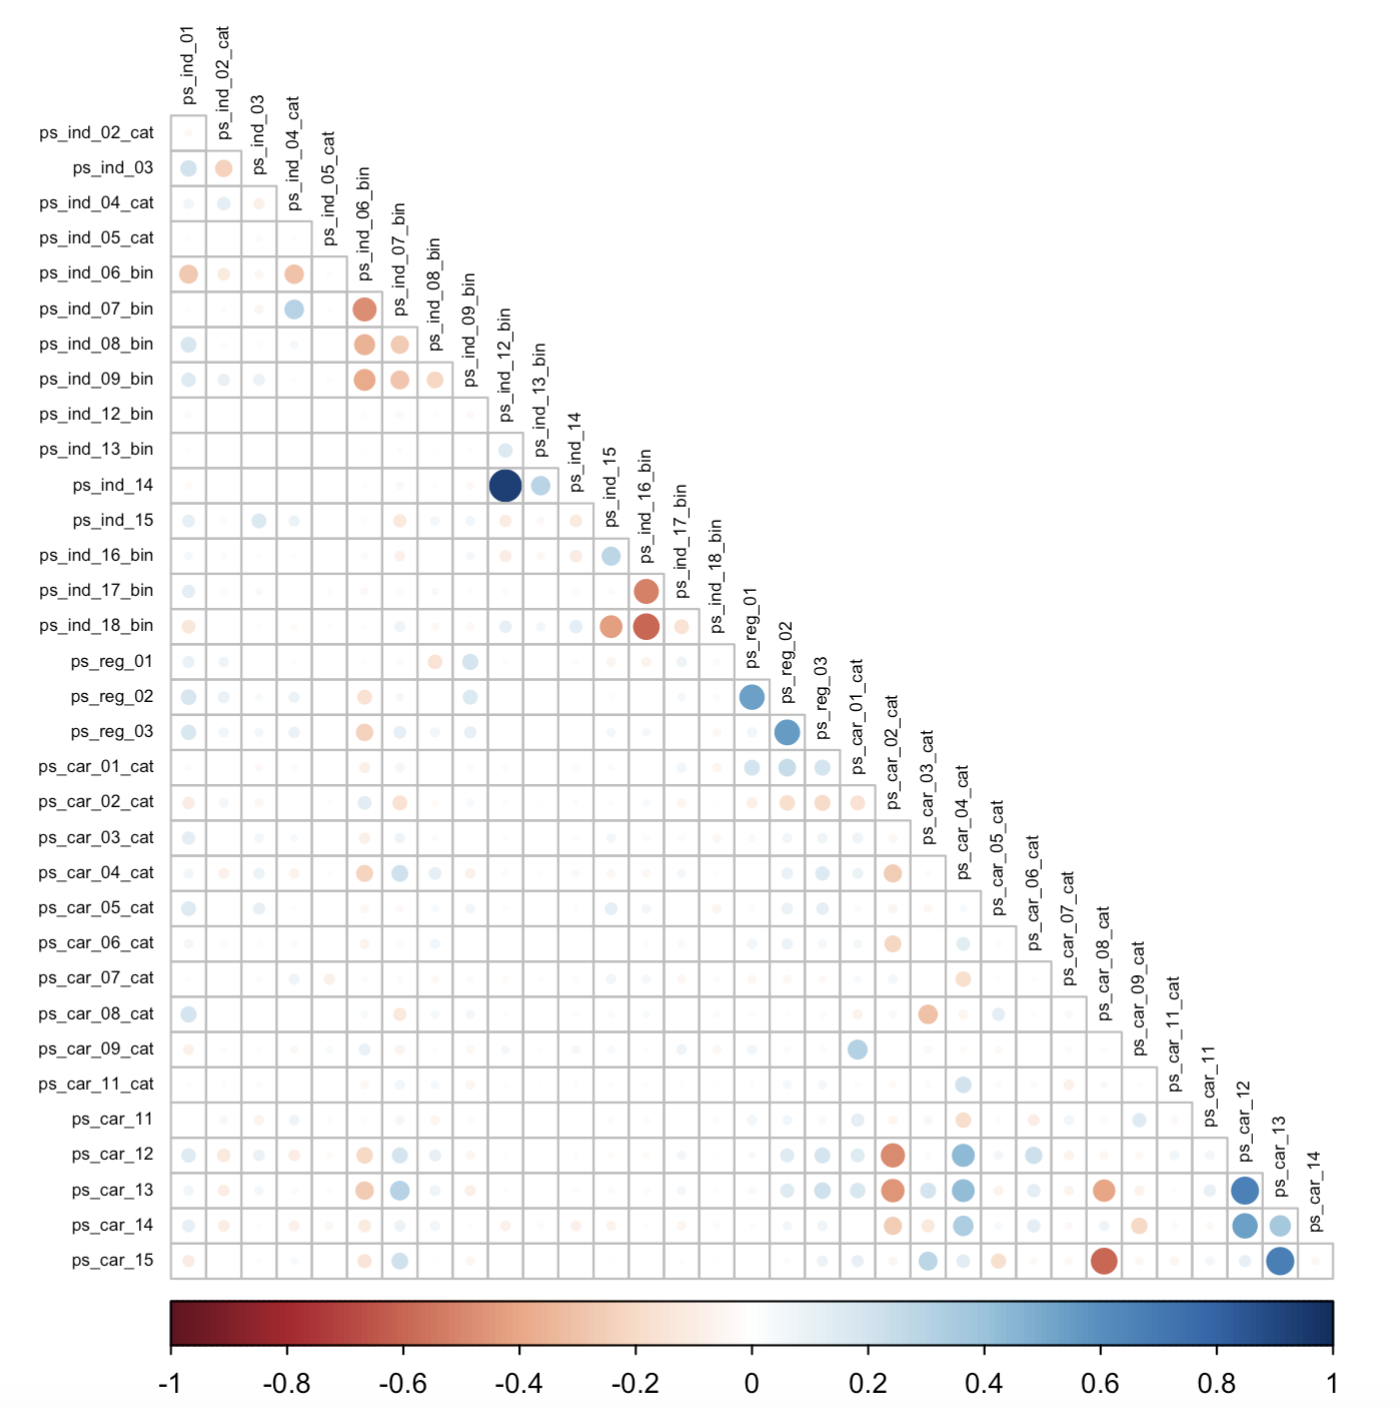 ps_ind_01
ps_ind_02_cat
ps_ind_03
ps_ind_04_cat
ps_ind_05_cat
ps_ind_06_bin
ps_ind_07_bin
ps_ind_08_bin
ps_ind_09_bin
ps_ind_12_bin
ps_ind_13_bin
ps_ind_14
ps_ind_15
ps_ind_16_bin
ps_ind_17_bin
ps_ind_18_bin
ps_reg_01
ps_reg_02
ps_reg_03
ps_car_01_cat
ps_car_02_cat
ps_car_03_cat
ps_car_04_cat
ps_car_05_cat
ps_car_06_cat
ps_car_07_cat
ps_car_08_cat
ps_car_09_cat
ps_car_11_cat
ps_car_11
ps_car_12
ps_car_13
ps_car_14
ps_ind_02_cat
ps_ind_03
ps_ind_04_cat
ps_ind_05_cat
ps_ind_06_bin
ps_ind_07_bin
ps_ind_08_bin
ps_ind_09_bin
ps_ind_12_bin
ps_ind_13_bin
ps_ind_14
ps_ind_15
ps_ind_16_bin
ps_ind_17_bin
ps_ind_18_bin
ps_reg_01
ps_reg_02
ps_reg_03
ps_car_01_cat
ps_car_02_cat
ps_car_03_cat
ps_car_04_cat
ps_car_05_cat
ps_car_06_cat
ps_car_07_cat
ps_car_08_cat
ps_car_09_cat
ps_car_11_cat
ps_car_11
ps_car_12
ps_car_13
ps_car_14
ps_car_15
-1 -0.8 -0.6 -0.4 -0.2 0 0.2 0.4 0.6 0.8 1